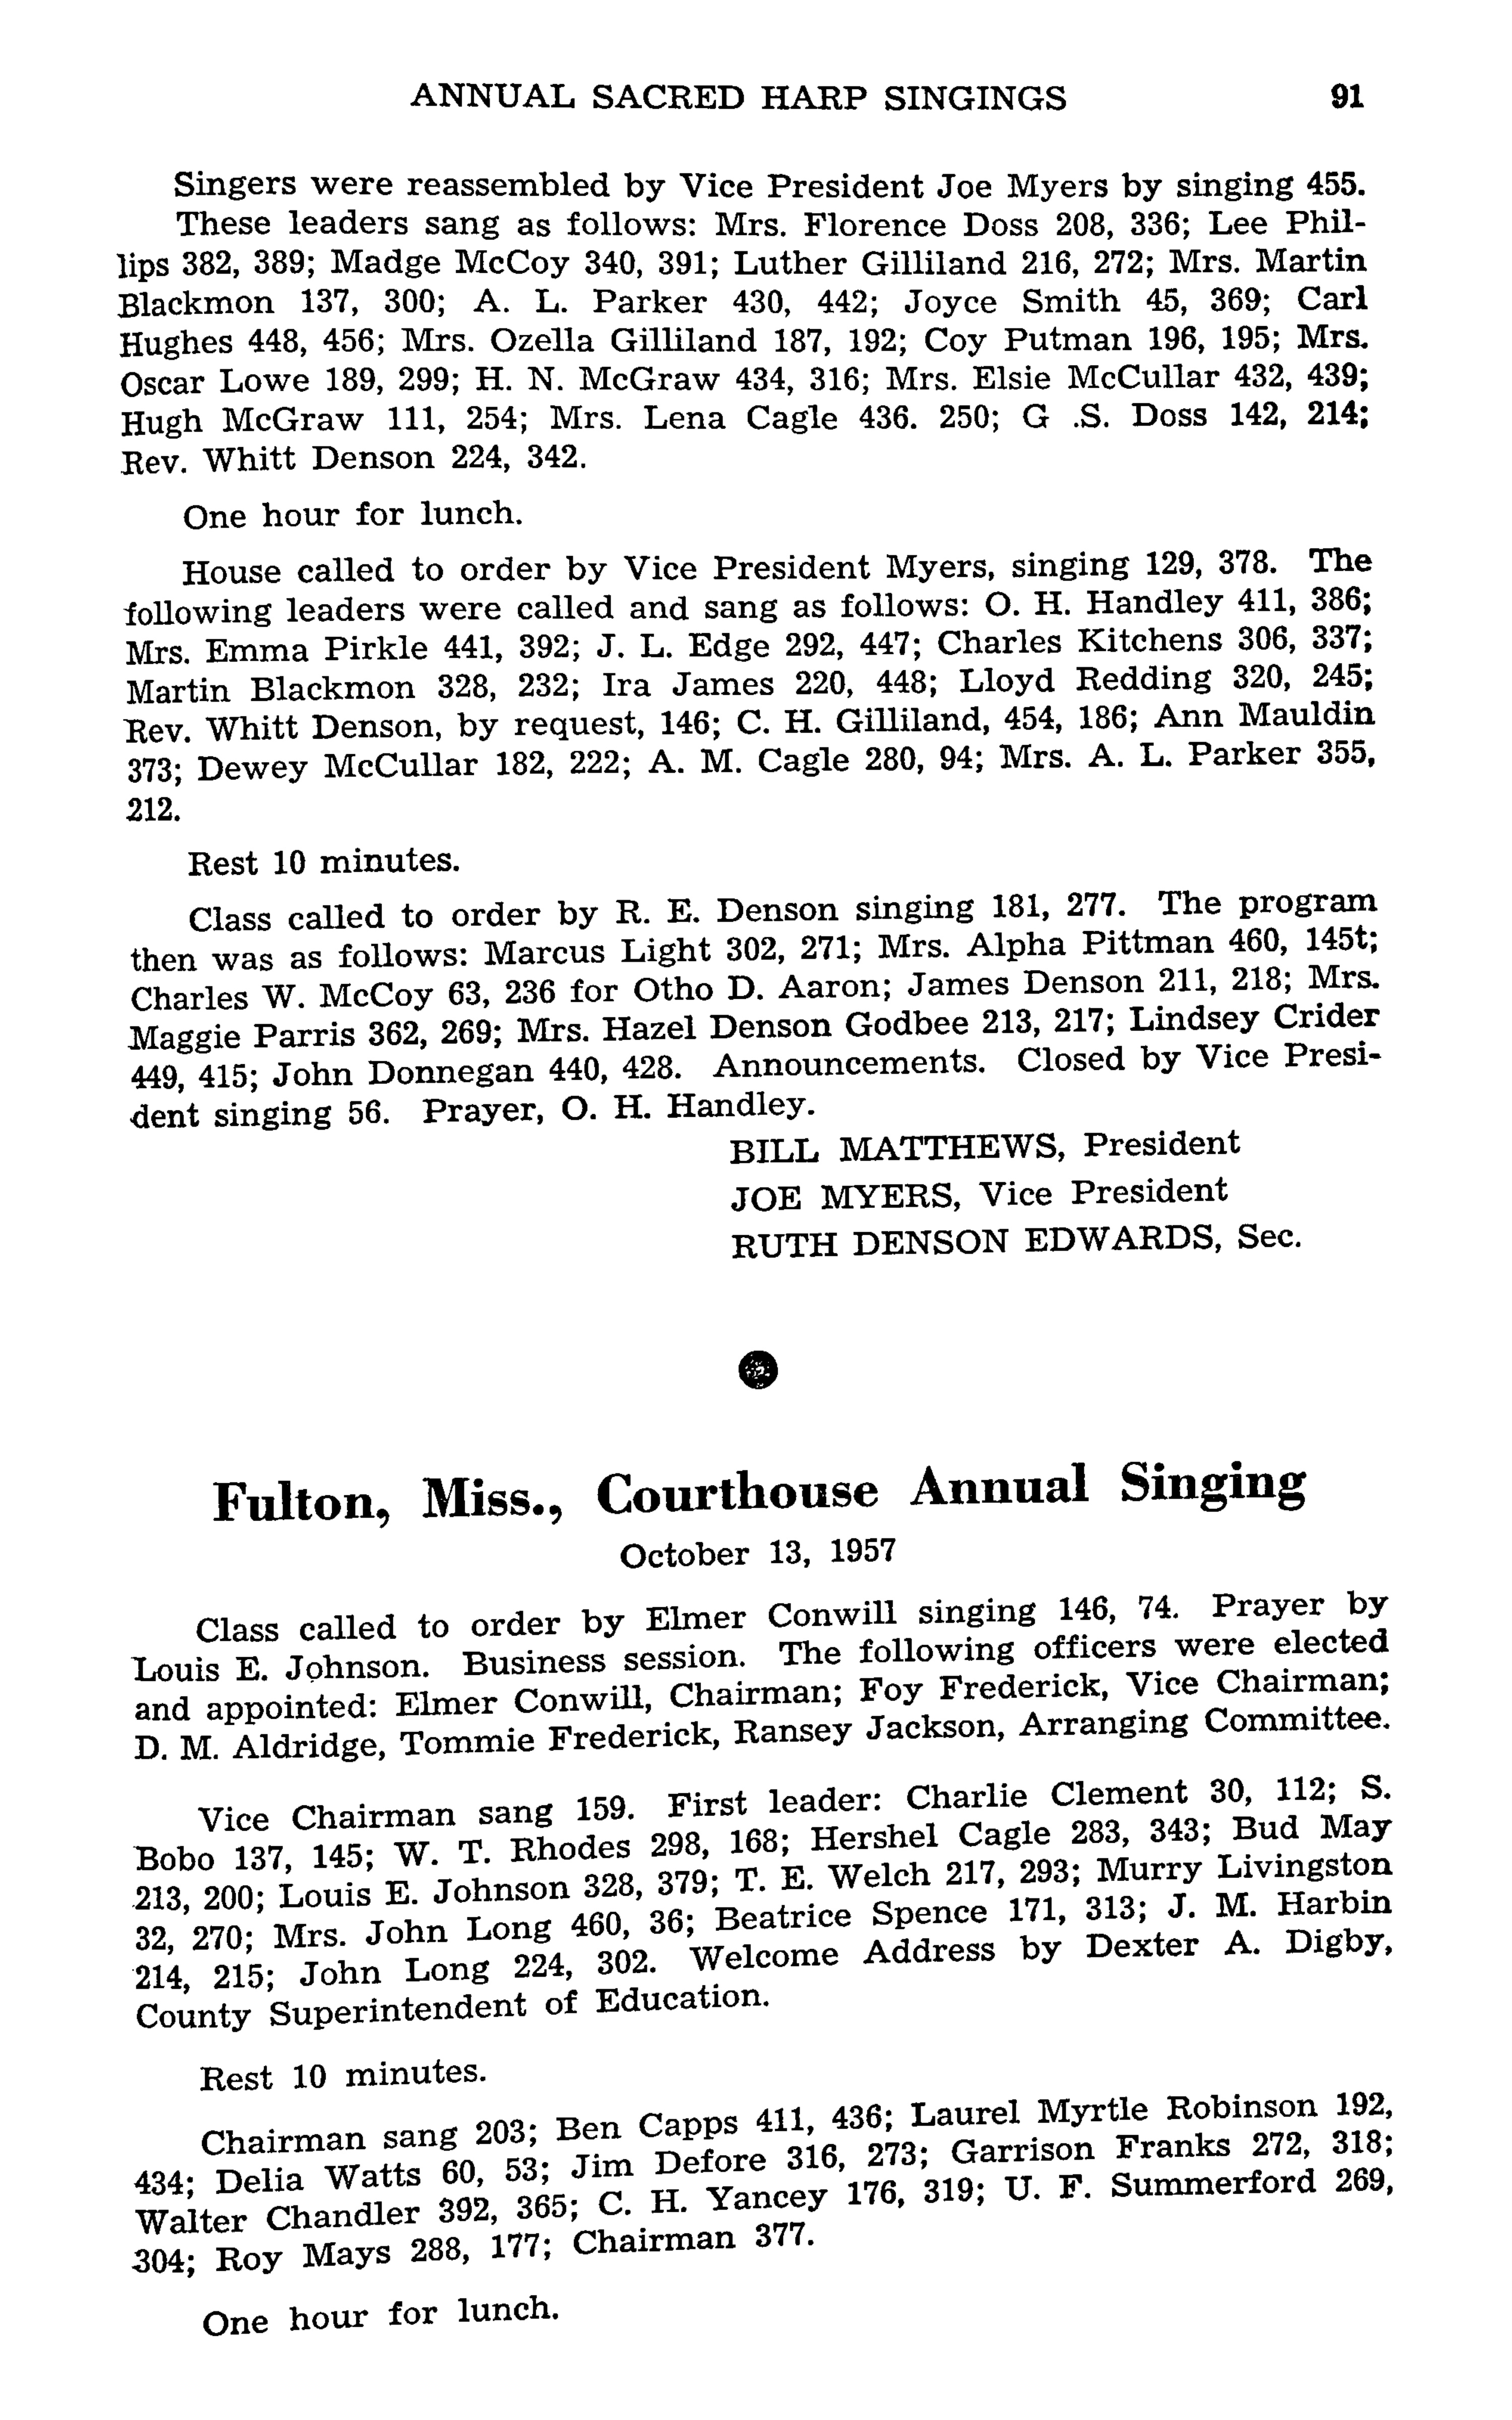 ANNUAL SACRED HARP SINGINGS 91
Singers were reassembled by Vice President Joe Myers by singing 455.
These leaders sang as follows: Mrs. Florence Doss 208, 336; Lee Phil-
lips 382, 389; Madge McCoy 340, 391; Luther Gilliland 216, 272; Mrs. Martin
Blackmon 137, 300; A. L. Parker 430, 442; Joyce Smith 45, 369; Carl
Hughes 448, 456; Mrs. Ozella Gilliland 187, 192; Coy Putman 196, 195; Mrs.
Oscar Lowe 189, 299; H. N. McGraw 434, 316; Mrs. Elsie McCullar 432, 439;
Hugh McGraw 111, 254; Mrs. Lena Cagle 436. 250; G .S. Doss 142, 214;
Rev. Whitt Denson 224, 342.
One hour for lunch.
House called to order by Vice President Myers, singing 129, 378. The
following leaders were called and sang as follows: O. H. Handley 411, 386;
Mrs. Emma Pirkle 441, 392; J. L. Edge 292, 447; Charles Kitchens 306, 337;
Martin Blackmon 328, 232; Ira James 220, 448; Lloyd Redding 320, 245;
Rev. Whitt Denson, by request, 146; C. H. Gilliland, 454, 186; Ann Mauldin
373; Dewey McCullar 182, 222; A. M. Cagle 280, 94; Mrs. A. L. Parker 355,
212.
Rest 10 minutes.
Class called to order by R. E. Denson singing 181, 277. The program
then was as follows: Marcus Light 302, 271; Mrs. Alpha Pittman 460, 145t;
Charles W. McCoy 63, 236 for Otho D. Aaron; James Denson 211, 218; Mrs.
Maggie Parris 362, 269; Mrs. Hazel Denson Godbee 213, 217; Lindsey Crider
449, 415; John Donnegan 440, 428. Announcements. Closed by Vice Presi-
dent singing 56. Prayer, O. H. Handley.
BILL MATTHEWS, President
JOE MYERS, Vice President
RUTH DENSON EDWARDS, Sec.
Fulton, Miss., Courthouse Annual Singing
October 13, 1957
Class called to order by Elmer Conwill singing 146, 74. Prayer by
Louis E. Johnson. Business session. The following officers were elected
and appointed: Elmer Conwill, Chairman; Foy Frederick, Vice Chairman;
D. M. Aldridge, Tommie Frederick, Ransey Jackson, Arranging Committee.
Vice Chairman sang 159. First leader: Charlie Clement 30, 112; S.
Bobo 137, 145; W. T. Rhodes 298, 168; Hershel Cagle 283, 343; Bud May
213, 200; Louis E. Johnson 328, 379; T. E. Welch 217, 293; Murry Livingston
32, 270; Mrs. John Long 460, 36; Beatrice Spence 171, 313; J. M. Harbin
214, 215; John Long 224, 302. Welcome Address by Dexter A. Digby,
County Superintendent of Education.
Rest 10 minutes.
Chairman sang 203; Ben Capps 411, 436; Laurel Myrtle Robinson 192,
434; Delia Watts 60, 53; Jim Defore 316, 273; Garrison Franks 272, 318;
Walter Chandler 392, 365; C. H. Yancey 176, 319; U. F. Summerford 269,
304; Roy Mays 288, 177; Chairman 377.
One hour for lunch.